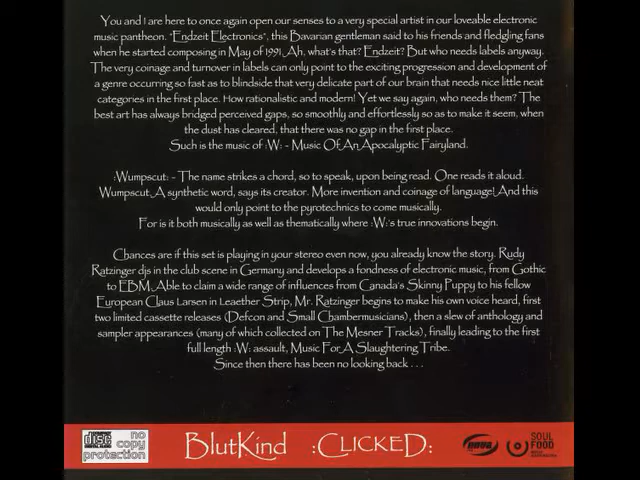 You and I are here to once again open our senses to a very special artist in our loveable electronic
music pantheon. "Endzeit Electronics", this Bavarian gentleman said to his friends and fledgling fans
when he started composing in May of 1991. Ah, what's that? Endzeit? But who needs labels anyway.
The very coinage and turnover in labels can only point to the exciting progression and development of
a genre occurring so fast as to blindside that very delicate part of our brain that needs nice little neat
categories in the first place. How rationalistic and modern! Yet we say again, who needs them? The
best art has always bridged perceived gaps, so smoothly and effortlessly so as to make it seem, when
the dust has cleared, that there was no gap in the first place.
Such is the music of :W: - Music Of An Apocalyptic Fairyland.
:Wumpscut: - The name strikes a chord, so to speak, upon being read. One reads it aloud.
Wumpscut. A synthetic word, says its creator. More invention and coinage of language! And this
would only point to the pyrotechnics to come musically.
For is it both musically as well as thematically where :W:'s true innovations begin.
Chances are if this set is playing in your stereo even now, you already know the story. Rudy
Ratzinger djs in the club scene in Germany and develops a fondness of electronic music, from Gothic
to EBM. Able to claim a wide range of influences from Canada's Skinny Puppy to his fellow
European Claus Larsen in Leaether Strip, Mr. Ratzinger begins to make his own voice heard, first
two limited cassette releases (Defcon and Small Chambermusicians), then a slew of anthology and
sampler appearances (many of which collected on The Mesner Tracks), finally leading to the first
full length :W: assault, Music For A Slaughtering Tribe.
Since then there has been no looking back . . .
COMPACT
disc
DIGITAL AUDIO
no
copy
protection
BlutKind :CLICKED:
SOUL
FOOD